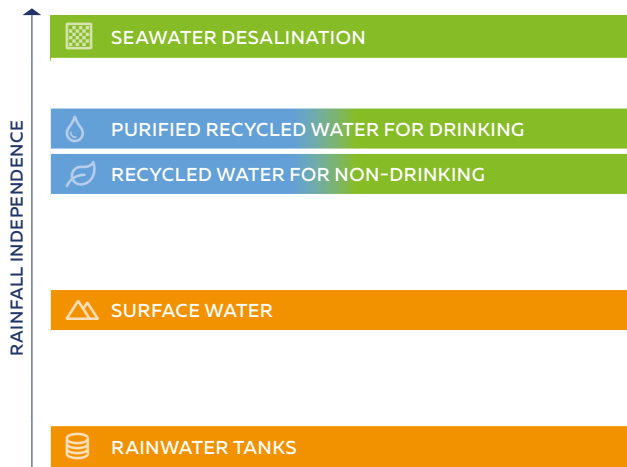 RAINFALL INDEPENDENCE
SEAWATER DESALINATION
PURIFIED RECYCLED WATER FOR DRINKING
RECYCLED WATER FOR NON-DRINKING
SURFACE WATER
RAINWATER TANKS